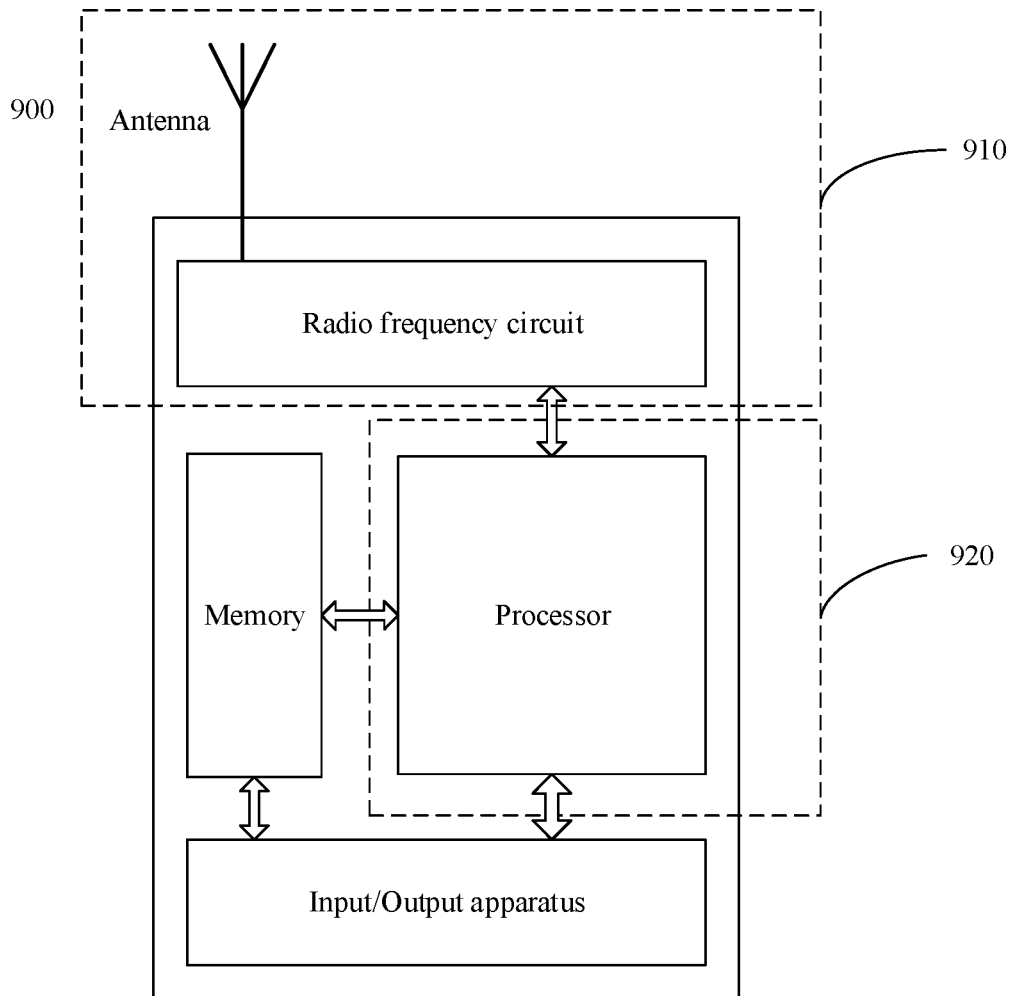 900
Antenna
910
Radio frequency circuit
920
Memory
Processor
Input/Output apparatus